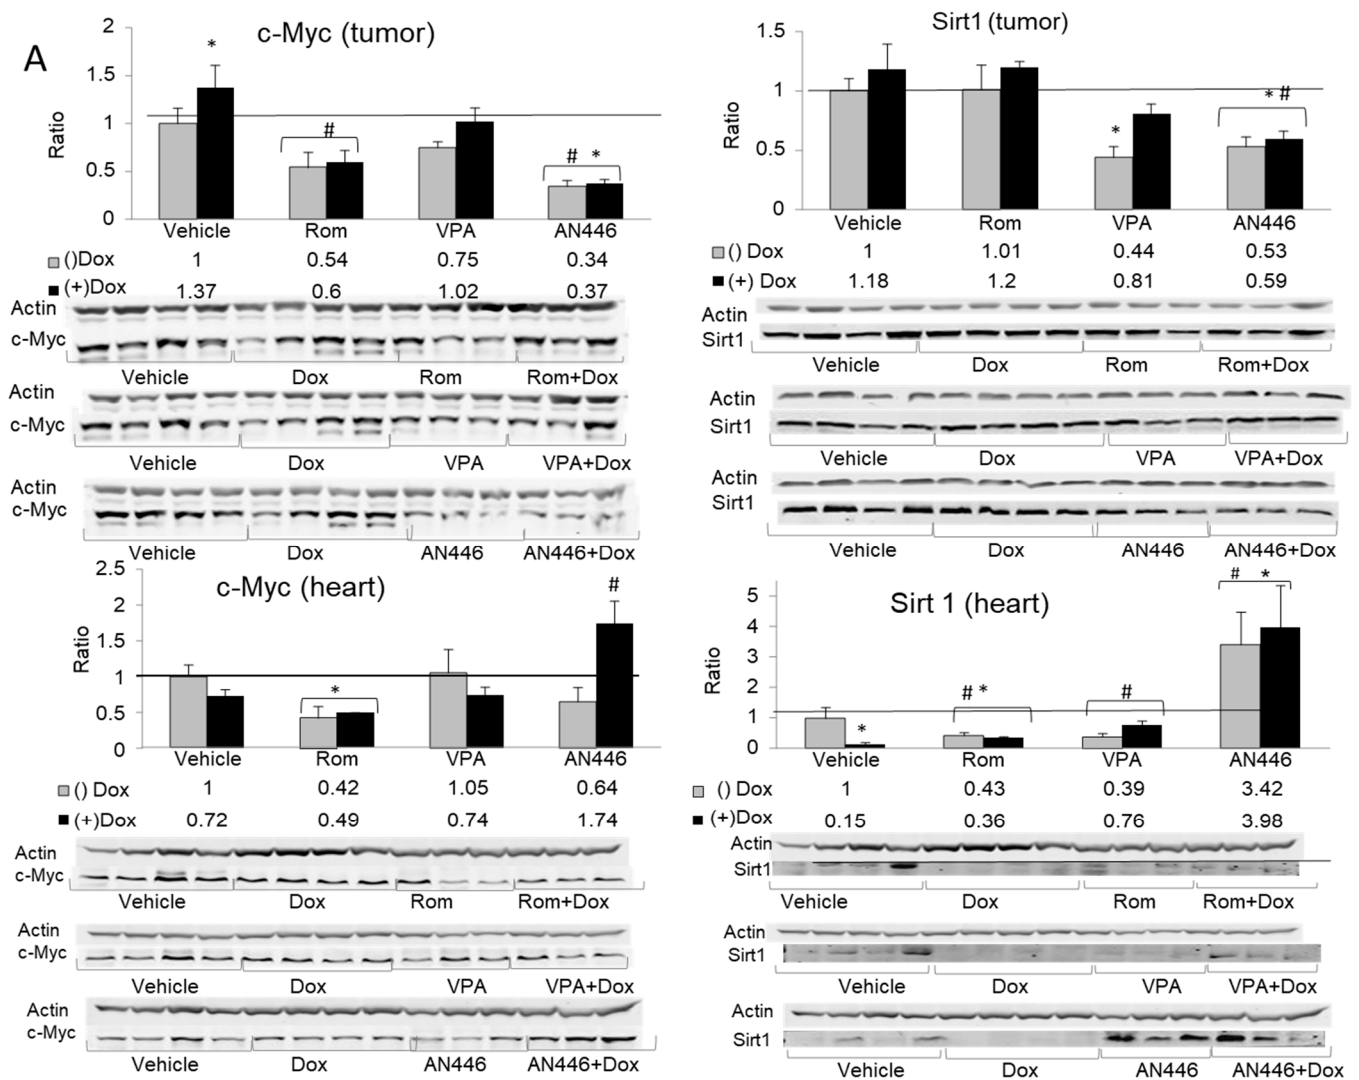 A
c-Myc (tumor)
2
1.5
1
0.5
0
Ratio
*
#
# *
Vehicle Rom VPA AN446
()Dox 1 0.54 0.75 0.34
(+)Dox 1.37 0.6 1.02 0.37
Actin
c-Myc
Vehicle Dox Rom Rom+Dox
Actin
c-Myc
Vehicle Dox VPA VPA+Dox
Actin
c-Myc
Vehicle Dox AN446 AN446+Dox
Sirt1 (tumor)
1.5
1
0.5
0
Ratio
*
* #
Vehicle Rom VPA AN446
() Dox 1 1.01 0.44 0.53
(+) Dox 1.18 1.2 0.81 0.59
Actin
Sirt1
Vehicle Dox Rom Rom+Dox
Actin
Sirt1
Vehicle Dox VPA VPA+Dox
Actin
Sirt1
Vehicle Dox AN446 AN446+Dox
c-Myc (heart)
2.5
2
1.5
1
0.5
0
Ratio
*
#
Vehicle Rom VPA AN446
() Dox 1 0.42 1.05 0.64
(+)Dox 0.72 0.49 0.74 1.74
Actin
c-Myc
Vehicle Dox Rom Rom+Dox
Actin
c-Myc
Vehicle Dox VPA VPA+Dox
Actin
c-Myc
Vehicle Dox AN446 AN446+Dox
Sirt 1 (heart)
5
4
3
2
1
0
Ratio
*
# *
#
# *
Vehicle Rom VPA AN446
() Dox 1 0.43 0.39 3.42
(+)Dox 0.15 0.36 0.76 3.98
Actin
Sirt1
Vehicle Dox Rom Rom+Dox
Actin
Sirt1
Vehicle Dox VPA VPA+Dox
Actin
Sirt1
Vehicle Dox AN446 AN446+Dox